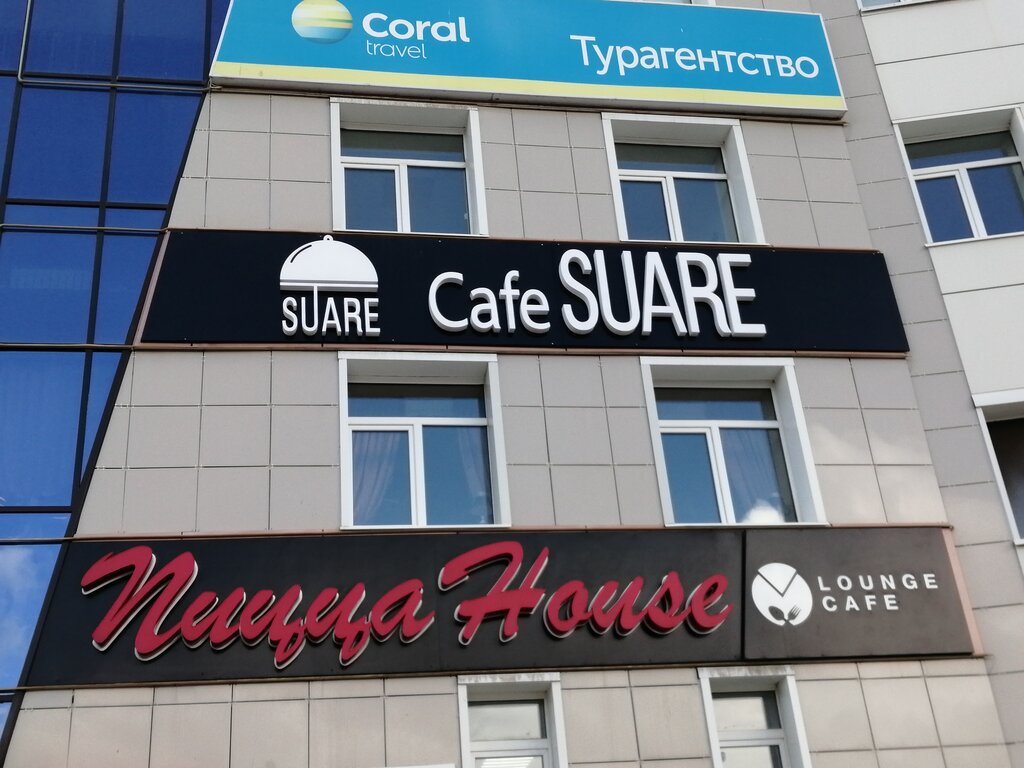 Coral
travel
Турагентство
SUARE
Cafe SUARE
Пицца House
LOUNGE
CAFE